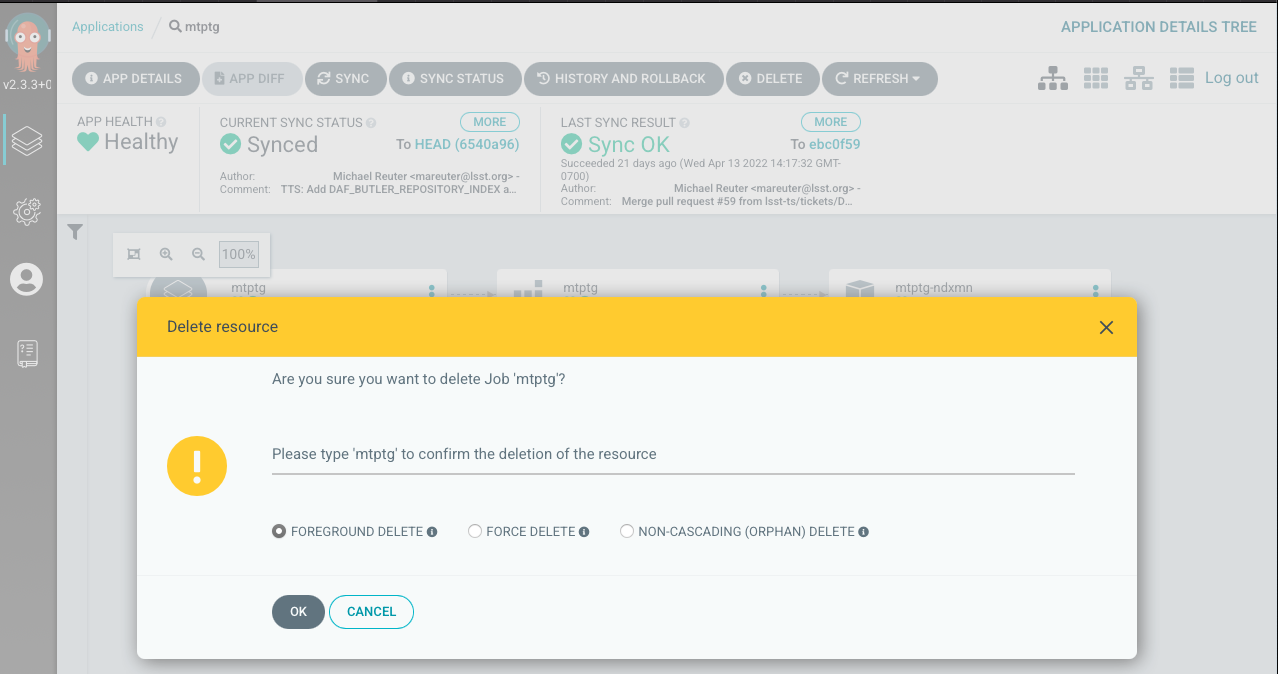 Applications / mtptg
APPLICATION DETAILS TREE
v2.3.3+0
APP DETAILS
APP DIFF
SYNC
SYNC STATUS
HISTORY AND ROLLBACK
DELETE
REFRESH
Log out
APP HEALTH
Healthy
CURRENT SYNC STATUS
MORE
Synced
To HEAD (6540a96)
Author: Michael Reuter <mareuter@lsst.org> -
Comment: TTS: Add DAF_BUTLER_REPOSITORY_INDEX a...
LAST SYNC RESULT
MORE
Sync OK
To ebc0f59
Succeeded 21 days ago (Wed Apr 13 2022 14:17:32 GMT-
0700)
Author: Michael Reuter <mareuter@lsst.org> -
Comment: Merge pull request #59 from lsst-ts/tickets/D...
100%
mtptg
mtptg
mtptg-ndxmn
Delete resource
Are you sure you want to delete Job 'mtptg'?
Please type 'mtptg' to confirm the deletion of the resource
FOREGROUND DELETE
FORCE DELETE
NON-CASCADING (ORPHAN) DELETE
OK
CANCEL